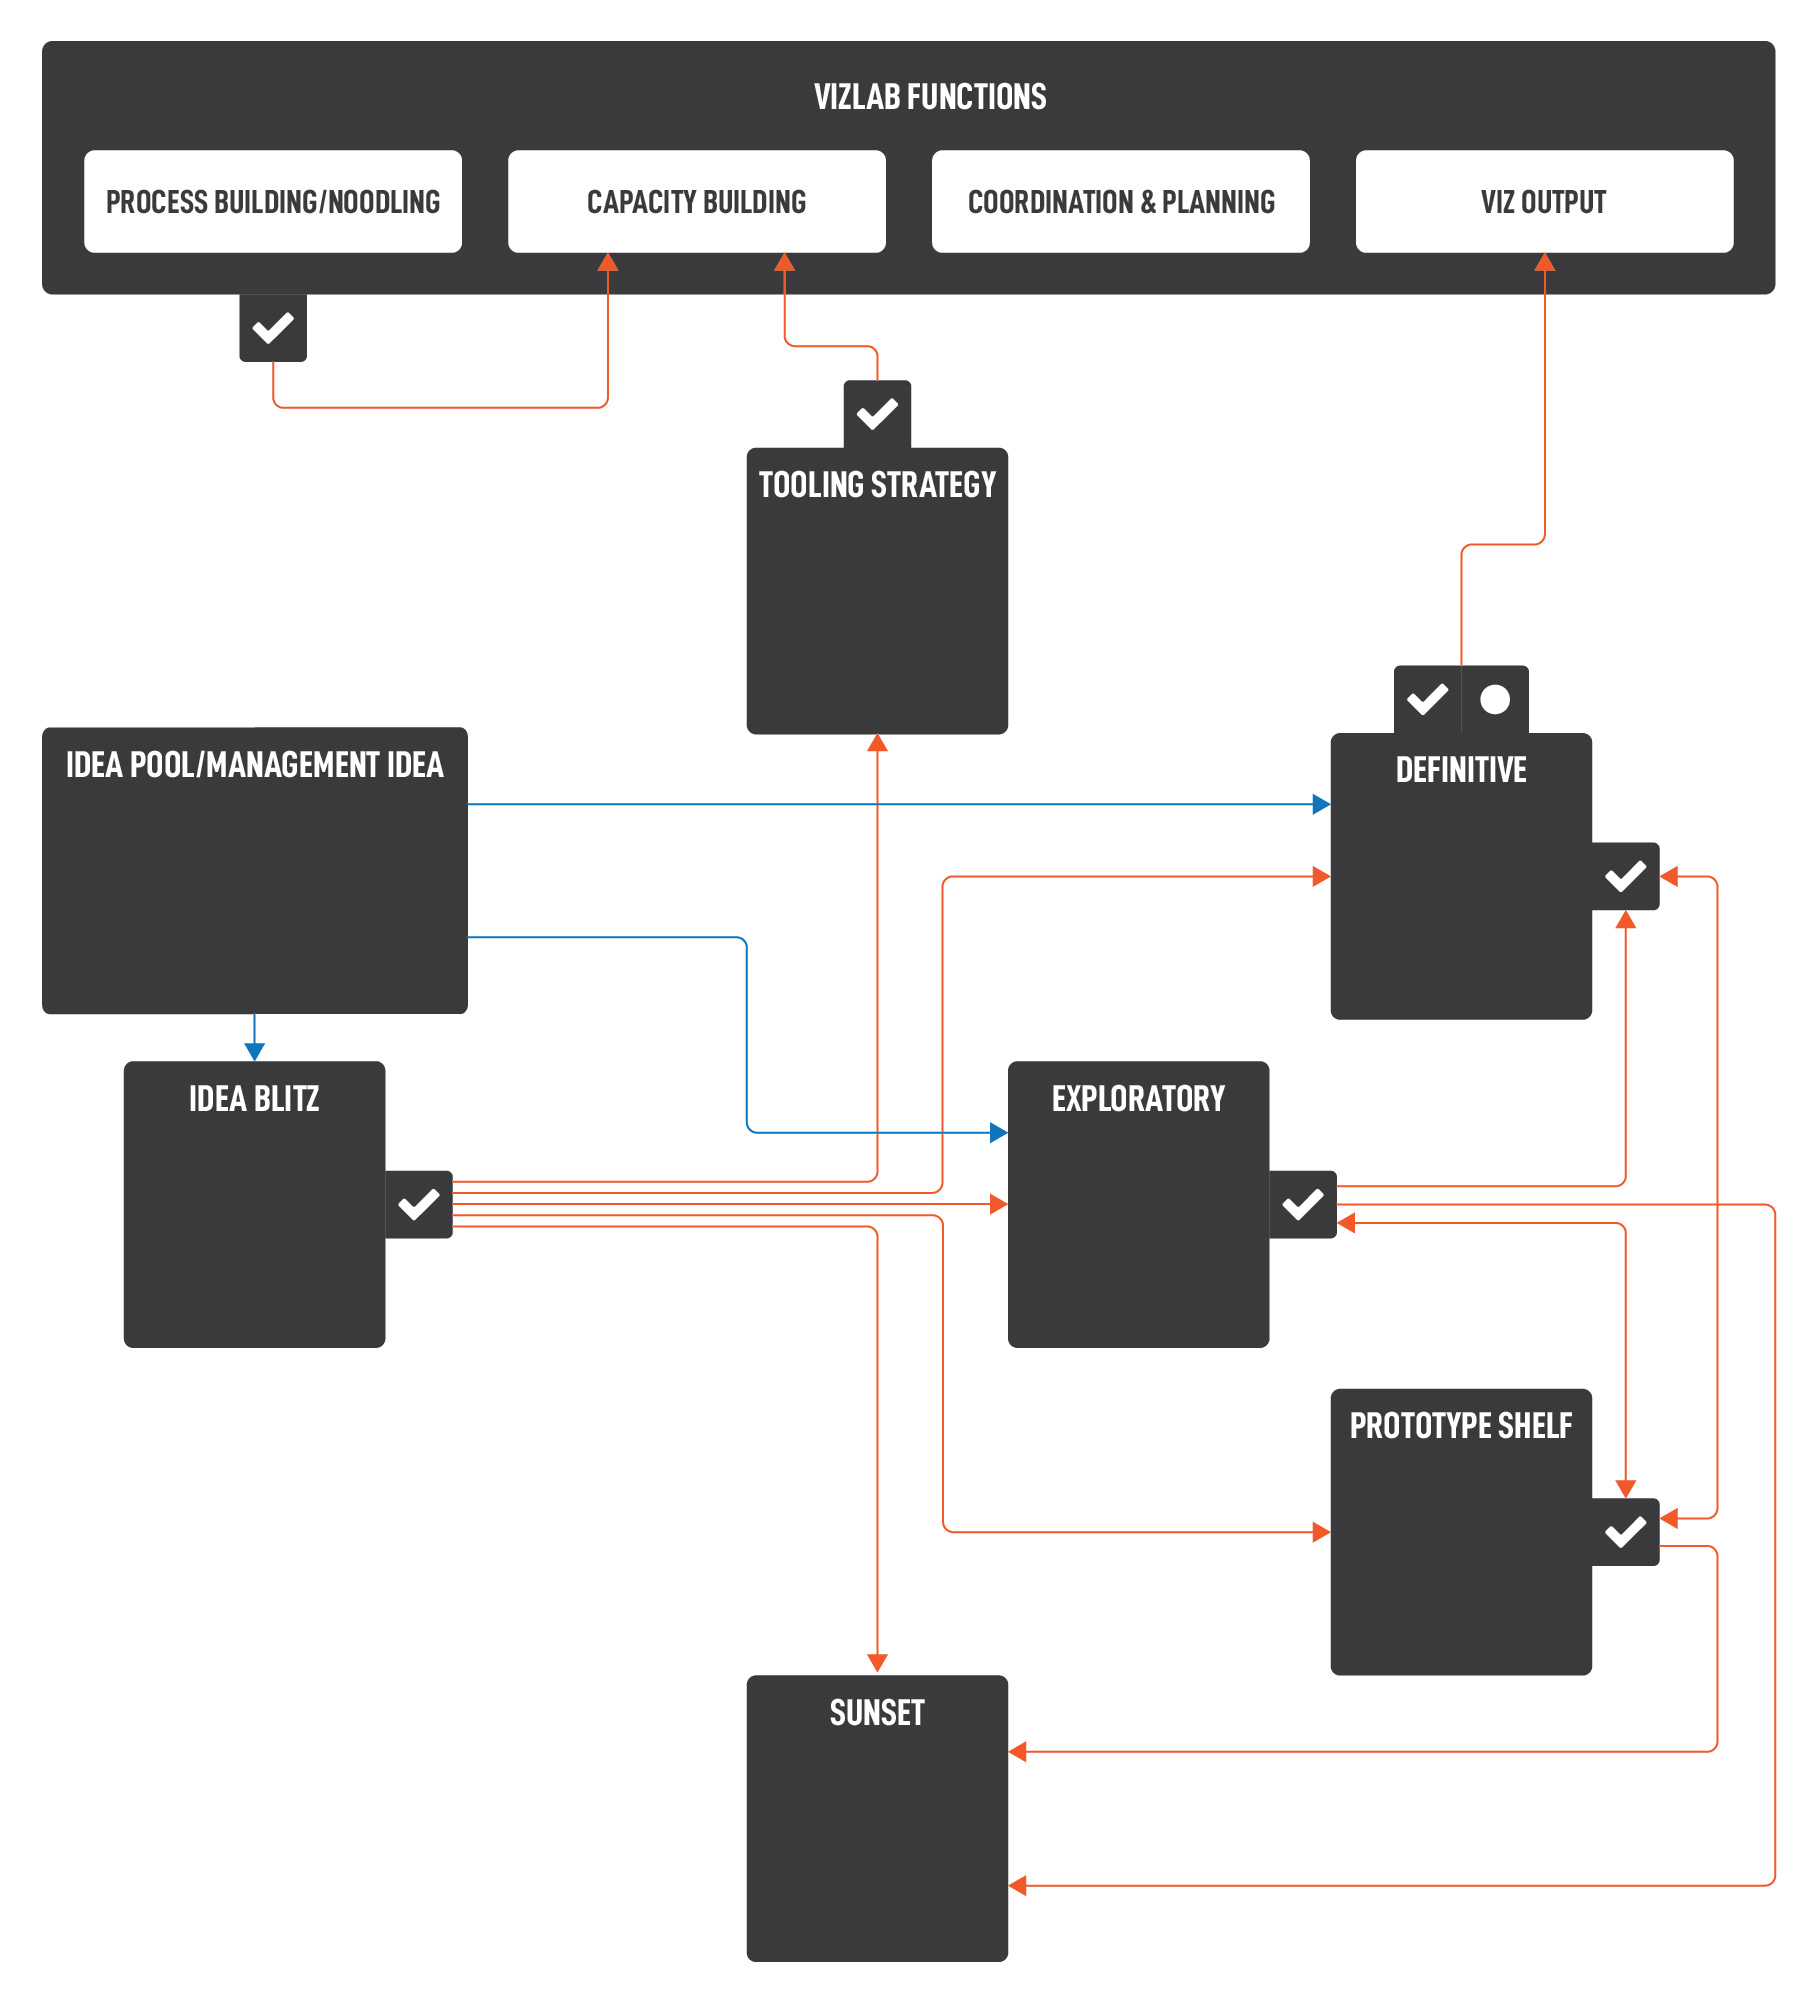 VIZLAB FUNCTIONS
PROCESS BUILDING/NOODLING
CAPACITY BUILDING
COORDINATION & PLANNING
VIZ OUTPUT
TOOLING STRATEGY
IDEA POOL/MANAGEMENT IDEA
DEFINITIVE
IDEA BLITZ
EXPLORATORY
PROTOTYPE SHELF
SUNSET